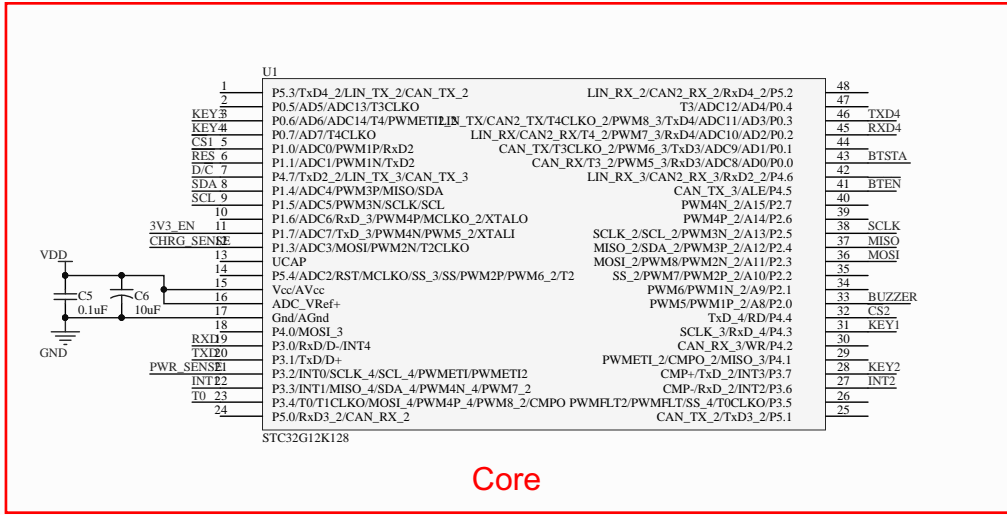 U1
1 P5.3/TxD4_2/LIN_TX_2/CAN_TX_2 LIN_RX_2/CAN2_RX_2/RxD4_2/P5.2 48
2 P0.5/AD5/ADC13/T3CLKO T3/ADC12/AD4/P0.4 47
KEY3 3 P0.6/AD6/ADC14/T4/PWMETI2_2 LIN_TX/CAN2_TX/T4CLKO_2/PWM8_3/TxD4/ADC11/AD3/P0.3 46 TXD4
KEY4 4 P0.7/AD7/T4CLKO LIN_RX/CAN2_RX/T4_2/PWM7_3/RxD4/ADC10/AD2/P0.2 45 RXD4
CS1 5 P1.0/ADC0/PWM1P/RxD2 CAN_TX/T3CLKO_2/PWM6_3/TxD3/ADC9/AD1/P0.1 44
RES 6 P1.1/ADC1/PWM1N/TxD2 CAN_RX/T3_2/PWM5_3/RxD3/ADC8/AD0/P0.0 43 BTSTA
D/C 7 P4.7/TxD2_2/LIN_TX_3/CAN_TX_3 LIN_RX_3/CAN2_RX_3/RxD2_2/P4.6 42
SDA 8 P1.4/ADC4/PWM3P/MISO/SDA CAN_TX_3/ALE/P4.5 41 BTEN
SCL 9 P1.5/ADC5/PWM3N/SCLK/SCL PWM4N_2/A15/P2.7 40
10 P1.6/ADC6/RxD_3/PWM4P/MCLKO_2/XTALO PWM4P_2/A14/P2.6 39
3V3_EN 11 P1.7/ADC7/TxD_3/PWM4N/PWM5_2/XTALI SCLK_2/SCL_2/PWM3N_2/A13/P2.5 38 SCLK
CHRG_SENSE 12 P1.3/ADC3/MOSI/PWM2N/T2CLKO MISO_2/SDA_2/PWM3P_2/A12/P2.4 37 MISO
13 UCAP MOSI_2/PWM8/PWM2N_2/A11/P2.3 36 MOSI
VDD 14 P5.4/ADC2/RST/MCLKO/SS_3/SS/PWM2P/PWM6_2/T2 SS_2/PWM7/PWM2P_2/A10/P2.2 35
15 Vcc/AVcc PWM6/PWM1N_2/A9/P2.1 34
C5 C6 16 ADC_VRef+ PWM5/PWM1P_2/A8/P2.0 33 BUZZER
0.1uF 10uF 17 Gnd/AGnd TxD_4/RD/P4.4 32 CS2
18 P4.0/MOSI_3 SCLK_3/RxD_4/P4.3 31 KEY1
RXD 19 P3.0/RxD/D-/INT4 CAN_RX_3/WR/P4.2 30
GND TXD 20 P3.1/TxD/D+ PWMETI_2/CMPO_2/MISO_3/P4.1 29
PWR_SENSE 21 P3.2/INT0/SCLK_4/SCL_4/PWMETI/PWMETI2 CMP+/TxD_2/INT3/P3.7 28 KEY2
INT1 22 P3.3/INT1/MISO_4/SDA_4/PWM4N_4/PWM7_2 CMP-/RxD_2/INT2/P3.6 27 INT2
T0 23 P3.4/T0/T1CLKO/MOSI_4/PWM4P_4/PWM8_2/CMPO PWMFLT2/PWMFLT/SS_4/T0CLKO/P3.5 26
24 P5.0/RxD3_2/CAN_RX_2 CAN_TX_2/TxD3_2/P5.1 25
STC32G12K128
Core